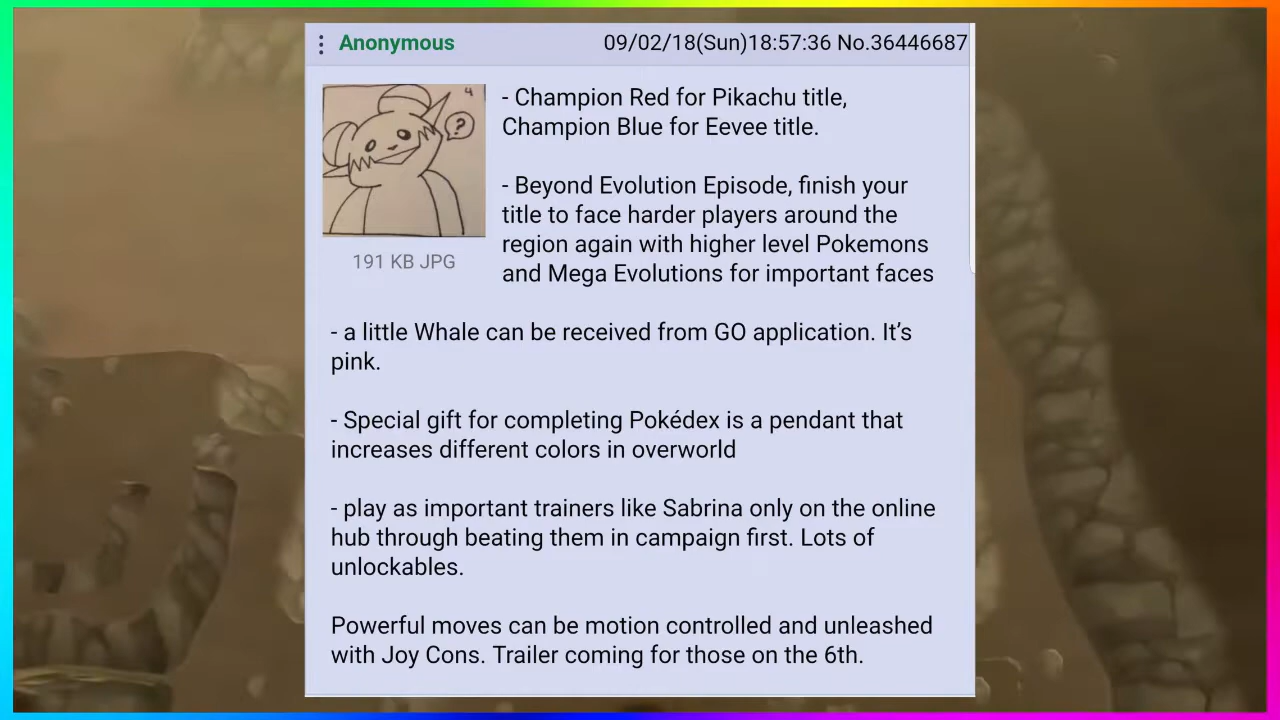 Anonymous 09/02/18(Sun)18:57:36 No.36446687
4
?
- Champion Red for Pikachu title,
Champion Blue for Eevee title.
- Beyond Evolution Episode, finish your
title to face harder players around the
region again with higher level Pokemons
and Mega Evolutions for important faces
191 KB JPG
- a little Whale can be received from GO application. It’s
pink.
- Special gift for completing Pokédex is a pendant that
increases different colors in overworld
- play as important trainers like Sabrina only on the online
hub through beating them in campaign first. Lots of
unlockables.
Powerful moves can be motion controlled and unleashed
with Joy Cons. Trailer coming for those on the 6th.